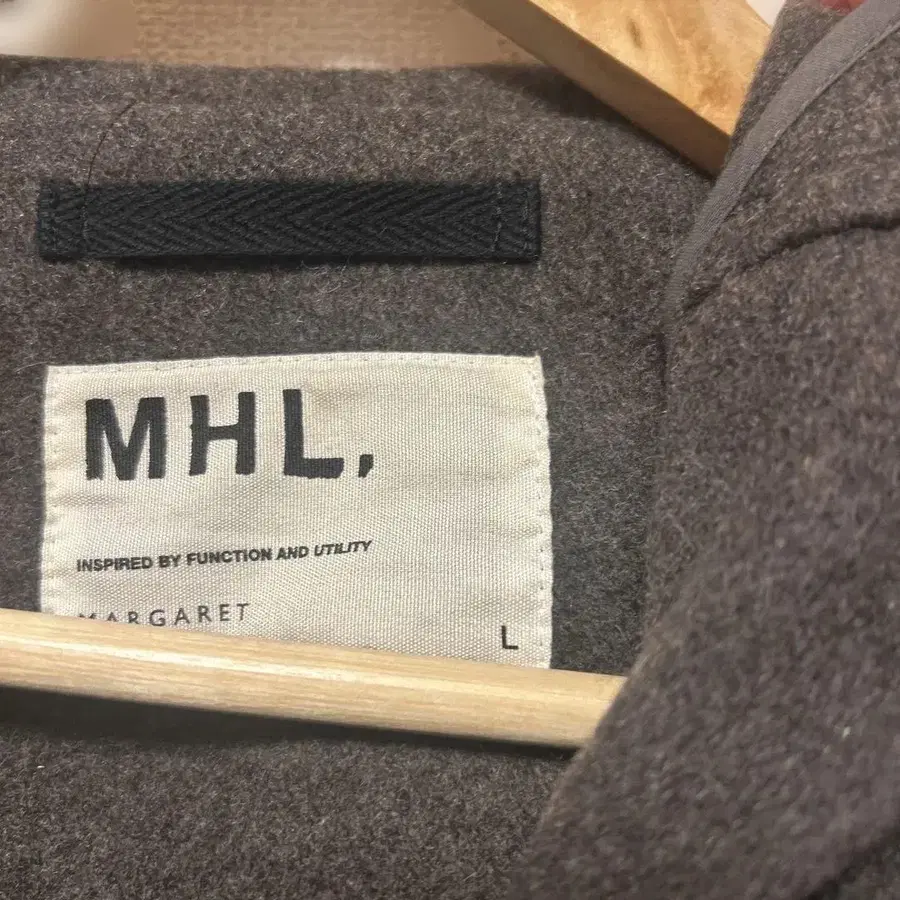 MHL.
INSPIRED BY FUNCTION AND UTILITY
MARGARET
L